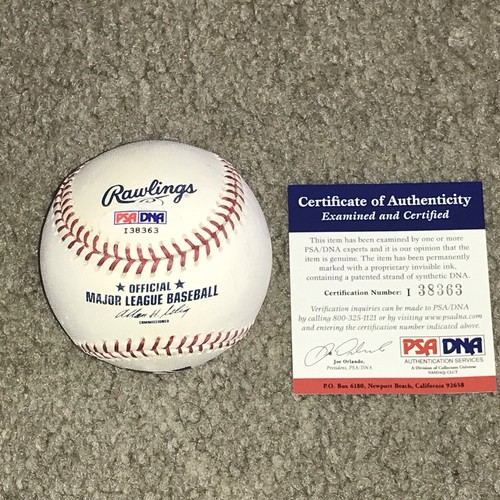 Rawlings
PSA DNA
I38363
OFFICIAL
MAJOR LEAGUE BASEBALL
Allan H. Selig
COMMISSIONER
Certificate of Authenticity
Examined and Certified
This item has been examined by one or more
PSA/DNA experts and it is our opinion that the
item is genuine. The item has been permanently
marked with a proprietary invisible ink,
containing a patented strand of synthetic DNA.
Certification Number: I 38363
Verification inquiries can be made to PSA/DNA
by calling 800-325-1121 or by visiting www.psadna.com
and entering the certification number indicated above.
PSA DNA
AUTHENTICATION SERVICES
Joe Orlando,
President, PSA/DNA
A Division of Collectors Universe
NASDAQ: CLCT
P.O. Box 6180, Newport Beach, California 92658